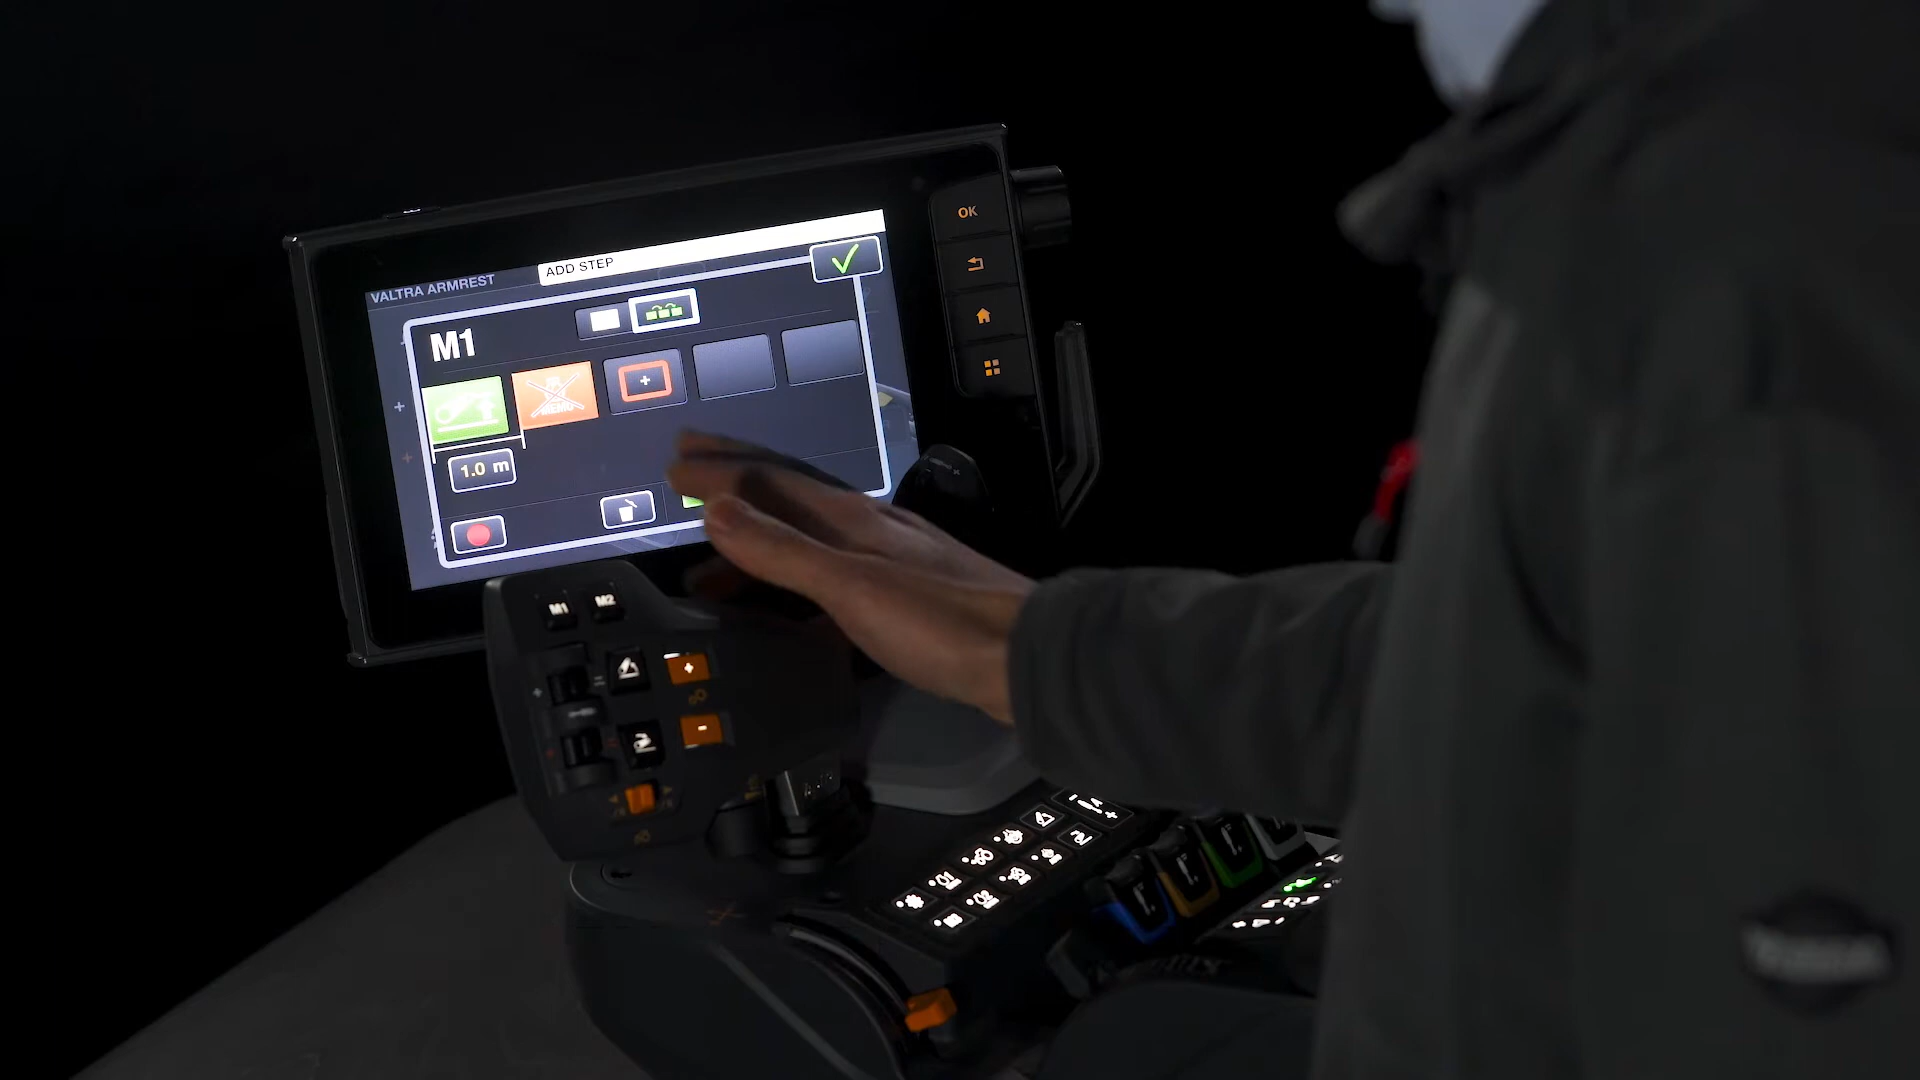 OK
VALTRA ARMREST
ADD STEP
M1
MEMO
1.0 m
M1 M2